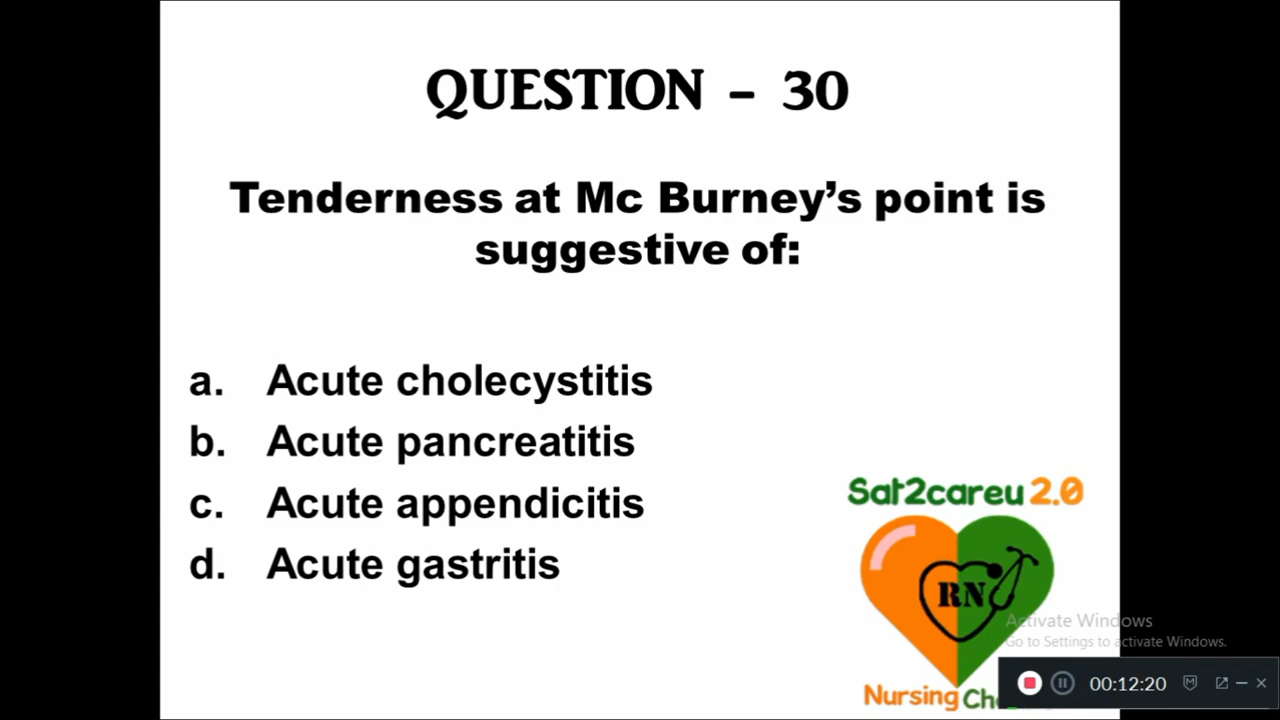 QUESTION - 30
Tenderness at Mc Burney’s point is
suggestive of:
a. Acute cholecystitis
b. Acute pancreatitis
c. Acute appendicitis
d. Acute gastritis
Sat2careu 2.0
RN
Activate Windows
Go to Settings to activate Windows.
00:12:20
Nursing